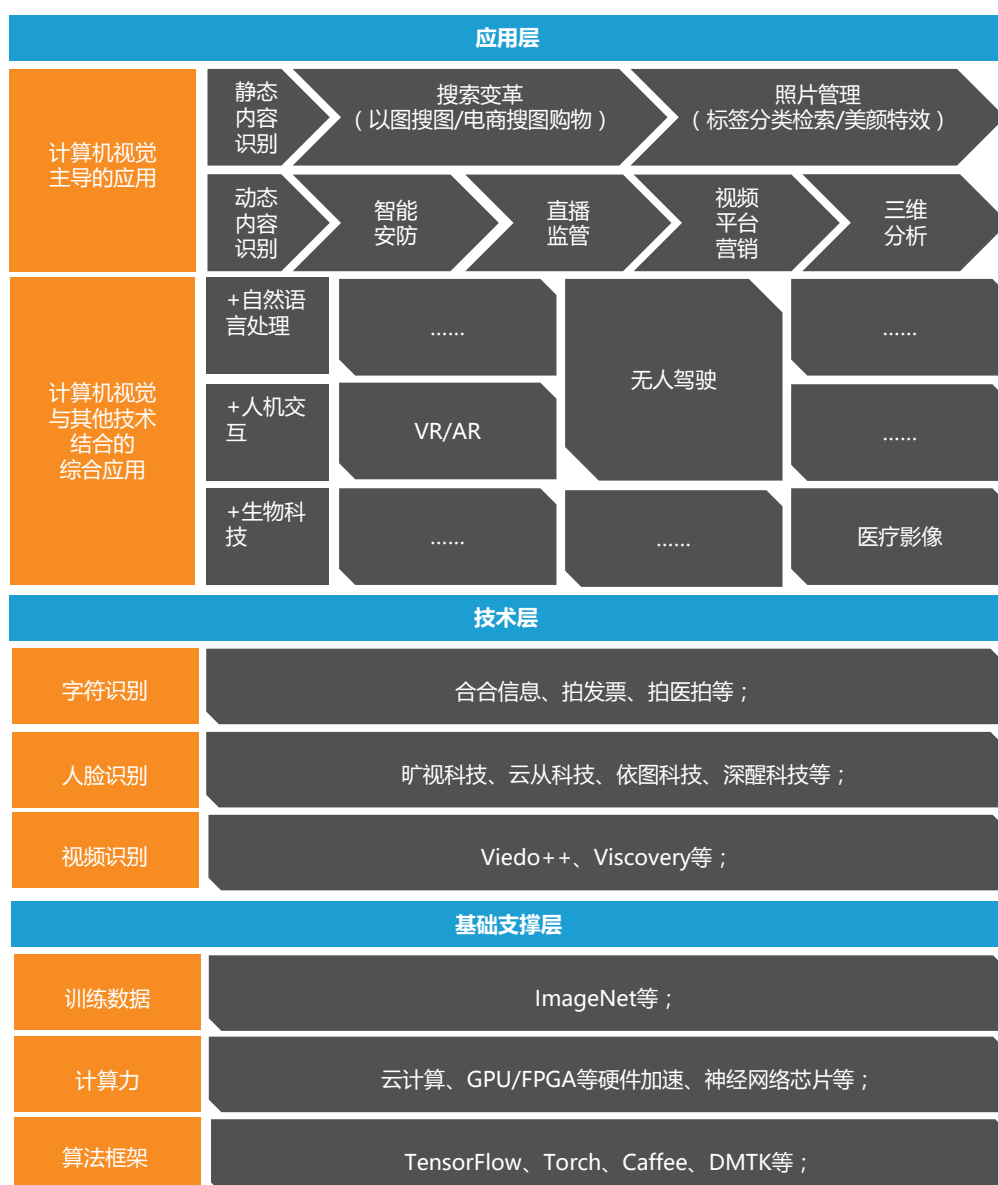 应用层
计算机视觉
主导的应用
静态
内容
识别
搜索变革
（以图搜图/电商搜图购物）
照片管理
（标签分类检索/美颜特效）
动态
内容
识别
智能
安防
直播
监管
视频
平台
营销
三维
分析
计算机视觉
与其他技术
结合的
综合应用
+自然语
言处理
......
无人驾驶
......
+人机交
互
VR/AR
......
+生物科
技
......
......
医疗影像
技术层
字符识别
合合信息、拍发票、拍医拍等；
人脸识别
旷视科技、云从科技、依图科技、深醒科技等；
视频识别
Viedo++、Viscovery等；
基础支撑层
训练数据
ImageNet等；
计算力
云计算、GPU/FPGA等硬件加速、神经网络芯片等；
算法框架
TensorFlow、Torch、Caffee、DMTK等；